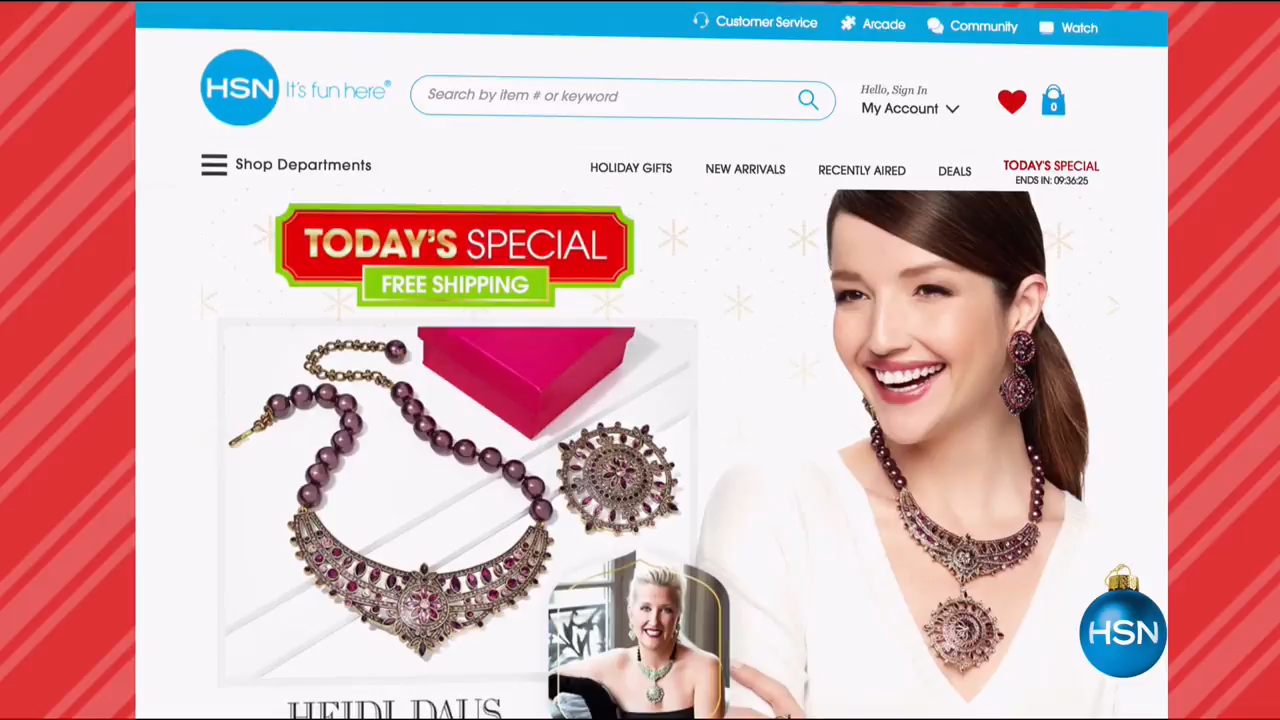 Customer Service
Arcade
Community
Watch
HSN
It's fun here®
Search by item # or keyword
Hello, Sign In
My Account
0
Shop Departments
HOLIDAY GIFTS
NEW ARRIVALS
RECENTLY AIRED
DEALS
TODAY'S SPECIAL
ENDS IN: 09:36:25
TODAY'S SPECIAL
FREE SHIPPING
HEIDI DAUS
HSN